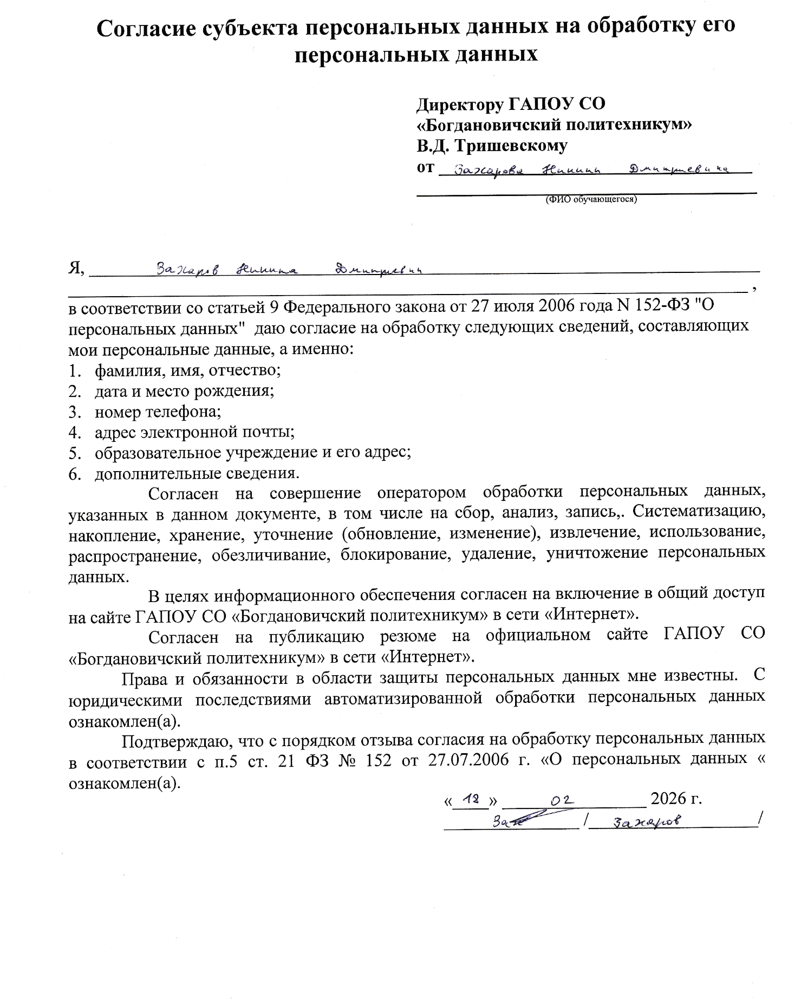 Согласие субъекта персональных данных на обработку его
персональных данных
Директору ГАПОУ СО
«Богдановичский политехникум»
В.Д. Тришевскому
от Захарова Никиты Дмитриевича
(ФИО обучающегося)
Я, Захаров Никита Дмитриевич
,
в соответствии со статьей 9 Федерального закона от 27 июля 2006 года N 152-ФЗ "О
персональных данных" даю согласие на обработку следующих сведений, составляющих
мои персональные данные, а именно:
1. фамилия, имя, отчество;
2. дата и место рождения;
3. номер телефона;
4. адрес электронной почты;
5. образовательное учреждение и его адрес;
6. дополнительные сведения.
Согласен на совершение оператором обработки персональных данных,
указанных в данном документе, в том числе на сбор, анализ, запись,. Систематизацию,
накопление, хранение, уточнение (обновление, изменение), извлечение, использование,
распространение, обезличивание, блокирование, удаление, уничтожение персональных
данных.
В целях информационного обеспечения согласен на включение в общий доступ
на сайте ГАПОУ СО «Богдановичский политехникум» в сети «Интернет».
Согласен на публикацию резюме на официальном сайте ГАПОУ СО
«Богдановичский политехникум» в сети «Интернет».
Права и обязанности в области защиты персональных данных мне известны. С
юридическими последствиями автоматизированной обработки персональных данных
ознакомлен(а).
Подтверждаю, что с порядком отзыва согласия на обработку персональных данных
в соответствии с п.5 ст. 21 ФЗ № 152 от 27.07.2006 г. «О персональных данных «
ознакомлен(а).
«12» 02 2026 г.
Зах / Захаров /